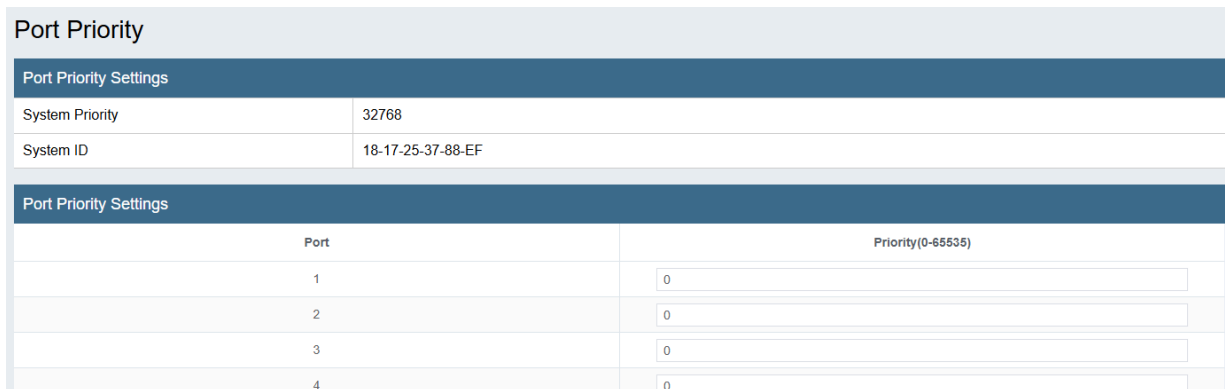 Port Priority
Port Priority Settings
System Priority 32768
System ID 18-17-25-37-88-EF
Port Priority Settings
Port Priority(0-65535)
1 0
2 0
3 0
4 0